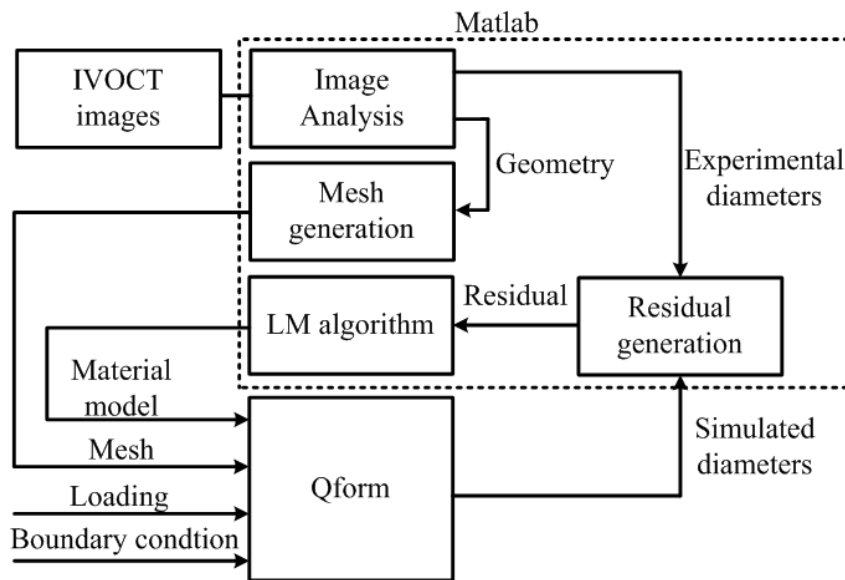 Matlab
IVOCT
images
Image
Analysis
Geometry
Experimental
diameters
Mesh
generation
LM algorithm
Residual
Residual
generation
Material
model
Mesh
Loading
Boundary condtion
Qform
Simulated
diameters